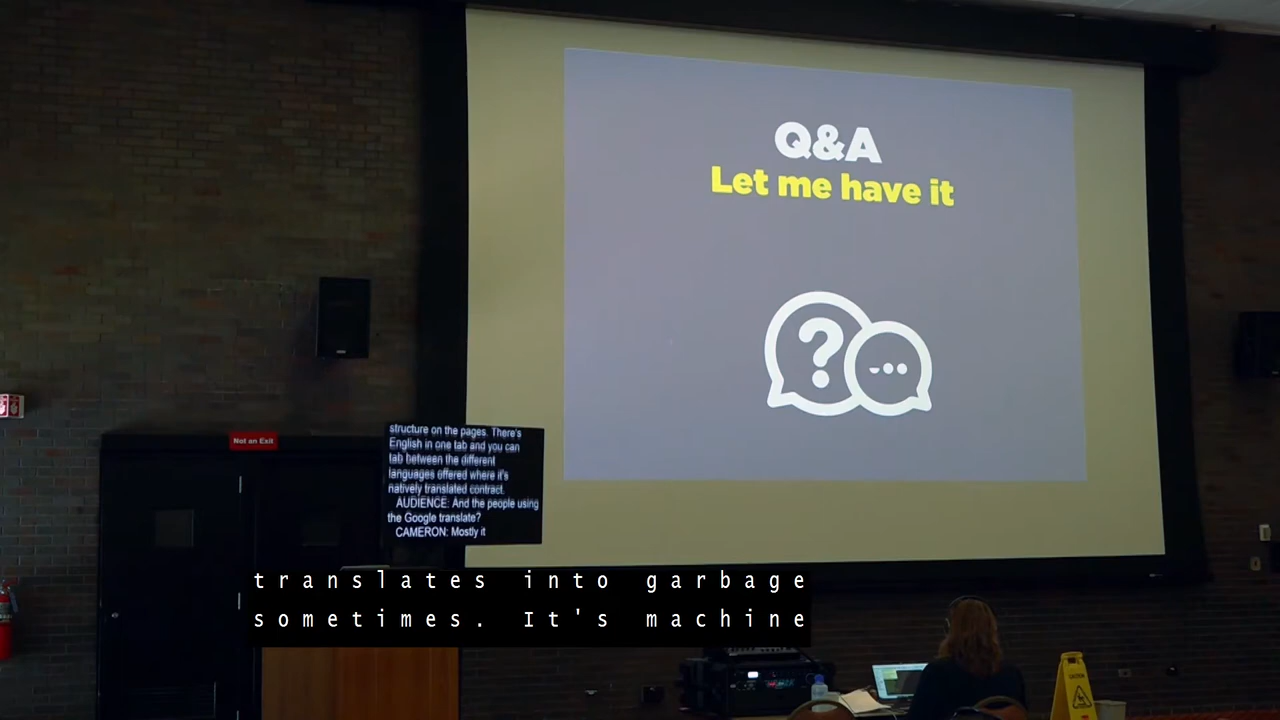 Q&A
Let me have it
Not an Exit
structure on the pages. There's
English in one tab and you can
tab between the different
languages offered where it's
natively translated contract.
AUDIENCE: And the people using
the Google translate?
CAMERON: Mostly it
translates into garbage
sometimes. It's machine
CAUTION